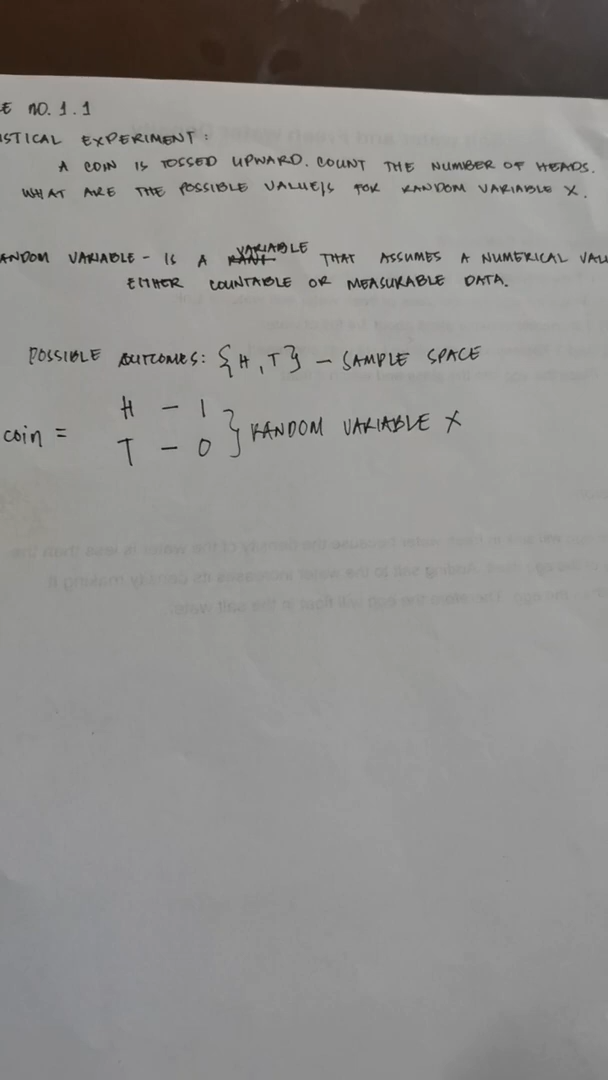 E NO. 1.1
ISTICAL EXPERIMENT:
A COIN IS TOSSED UPWARD. COUNT THE NUMBER OF HEADS.
WHAT ARE THE POSSIBLE VALUE/S FOR RANDOM VARIABLE X.
ANDOM VARIABLE - IS A VARIABLE THAT ASSUMES A NUMERICAL VALU
EITHER COUNTABLE OR MEASURABLE DATA.
POSSIBLE OUTCOMES: {H, T} - SAMPLE SPACE
coin = H - 1
T - 0 } RANDOM VARIABLE X